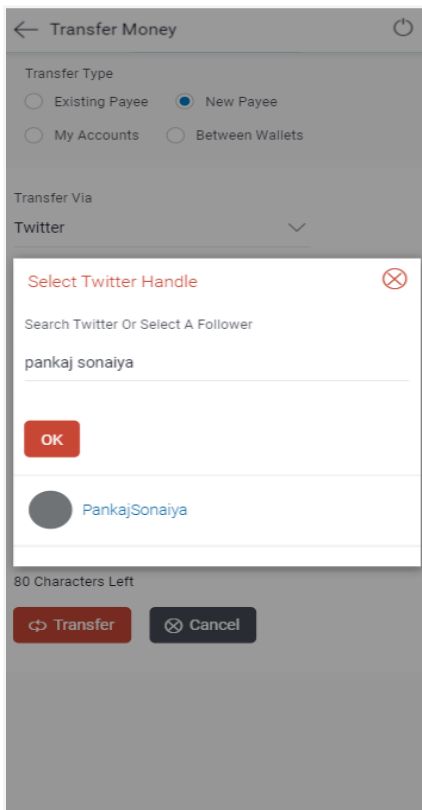 Transfer Money
Transfer Type
Existing Payee New Payee
My Accounts Between Wallets
Transfer Via
Twitter
Select Twitter Handle
Search Twitter Or Select A Follower
pankaj sonaiya
OK
PankajSonaiya
80 Characters Left
Transfer Cancel